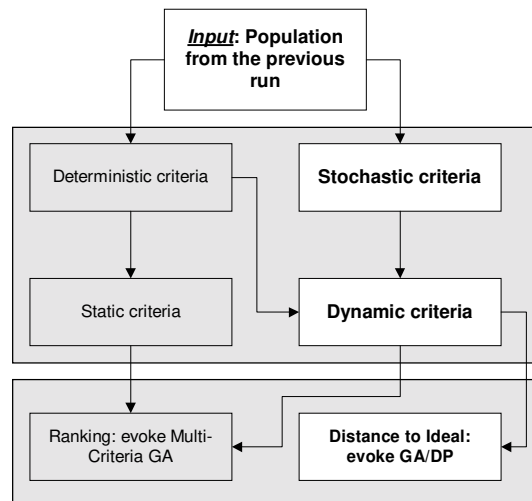 Input: Population
from the previous
run
Deterministic criteria
Stochastic criteria
Static criteria
Dynamic criteria
Ranking: evoke Multi-
Criteria GA
Distance to Ideal:
evoke GA/DP